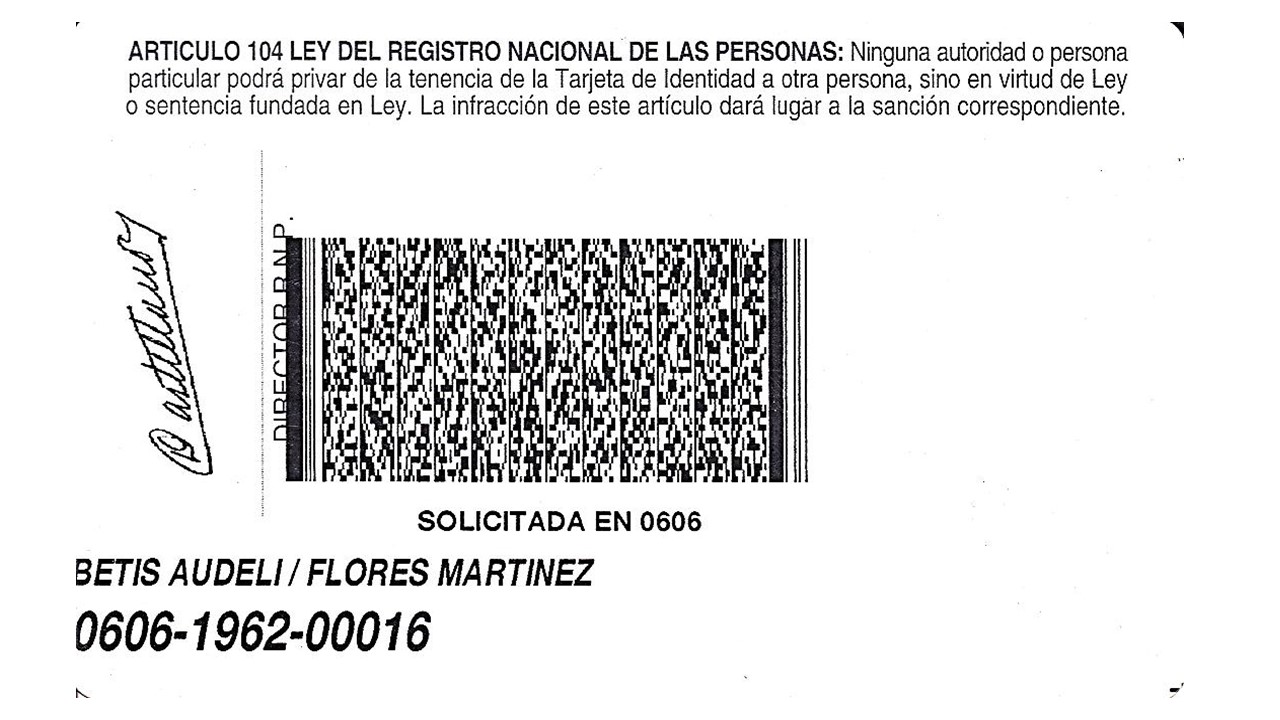 ARTICULO 104 LEY DEL REGISTRO NACIONAL DE LAS PERSONAS: Ninguna autoridad o persona
particular podrá privar de la tenencia de la Tarjeta de Identidad a otra persona, sino en virtud de Ley
o sentencia fundada en Ley. La infracción de este artículo dará lugar a la sanción correspondiente.
DIRECTOR R.N.P.
SOLICITADA EN 0606
BETIS AUDELI / FLORES MARTINEZ
0606-1962-00016